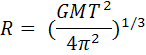 R = (GMT²/4π²)^1/3